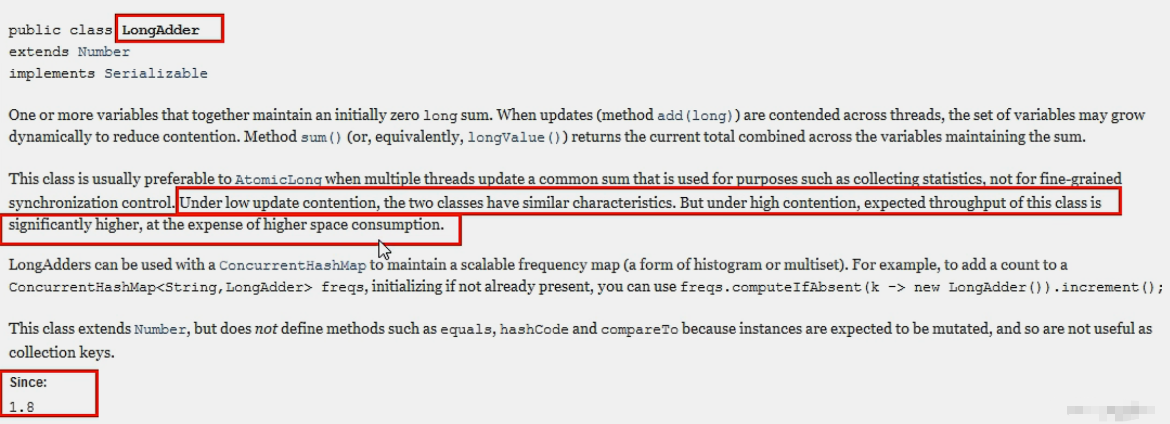 public class LongAdder
extends Number
implements Serializable
One or more variables that together maintain an initially zero long sum. When updates (method add(long)) are contended across threads, the set of variables may grow
dynamically to reduce contention. Method sum() (or, equivalently, longValue()) returns the current total combined across the variables maintaining the sum.
This class is usually preferable to AtomicLong when multiple threads update a common sum that is used for purposes such as collecting statistics, not for fine-grained
synchronization control. Under low update contention, the two classes have similar characteristics. But under high contention, expected throughput of this class is
significantly higher, at the expense of higher space consumption.
LongAdders can be used with a ConcurrentHashMap to maintain a scalable frequency map (a form of histogram or multiset). For example, to add a count to a
ConcurrentHashMap<String,LongAdder> freqs, initializing if not already present, you can use freqs.computeIfAbsent(k -> new LongAdder()).increment();
This class extends Number, but does not define methods such as equals, hashCode and compareTo because instances are expected to be mutated, and so are not useful as
collection keys.
Since:
1.8